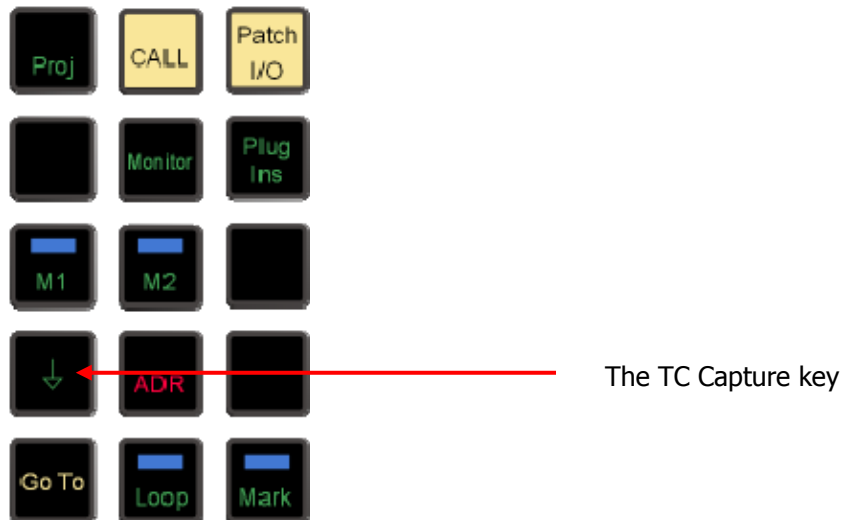 Proj
CALL
Patch
I/O
Monitor
Plug
Ins
M1
M2
ADR
The TC Capture key
Go To
Loop
Mark